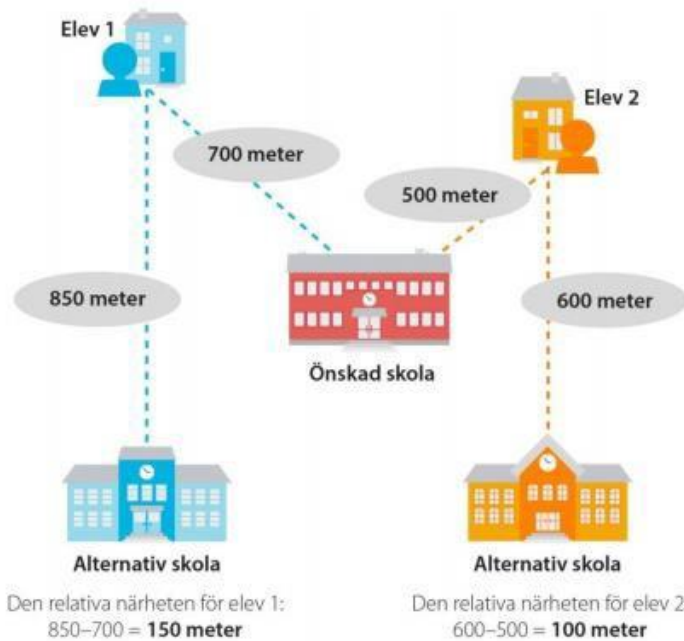 Elev 1
Elev 2
700 meter
500 meter
850 meter
600 meter
Önskad skola
Alternativ skola
Alternativ skola
Den relativa närheten för elev 1:
850–700 = 150 meter
Den relativa närheten för elev 2
600–500 = 100 meter